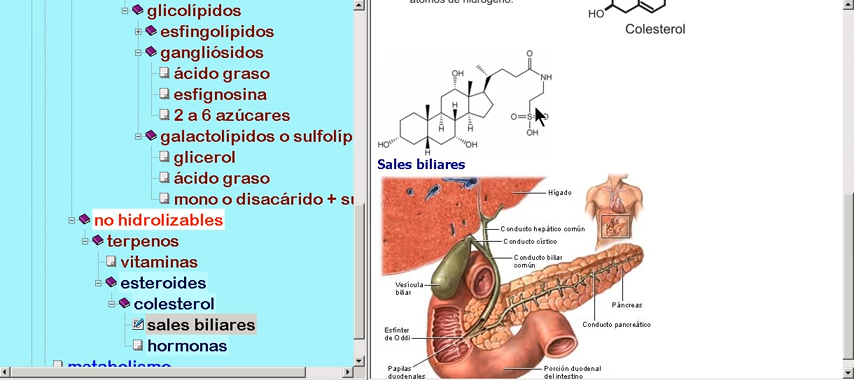 glicolípidos
esfingolípidos
gangliósidos
ácido graso
esfignosina
2 a 6 azúcares
galactolípidos o sulfolíp
glicerol
ácido graso
mono o disacárido + su
no hidrolizables
terpenos
vitaminas
esteroides
colesterol
sales biliares
hormonas
metabolismo
átomos de hidrógeno.
HO
Colesterol
O
OH
NH
H
H
H
O
S
O
OH
HO
H
OH
Sales biliares
Hígado
Conducto hepático común
Conducto cístico
Conducto biliar
común
Vesícula
biliar
Páncreas
Conducto pancreático
Esfínter
de Oddi
Papilas
duodenales
Porción duodenal
del intestino